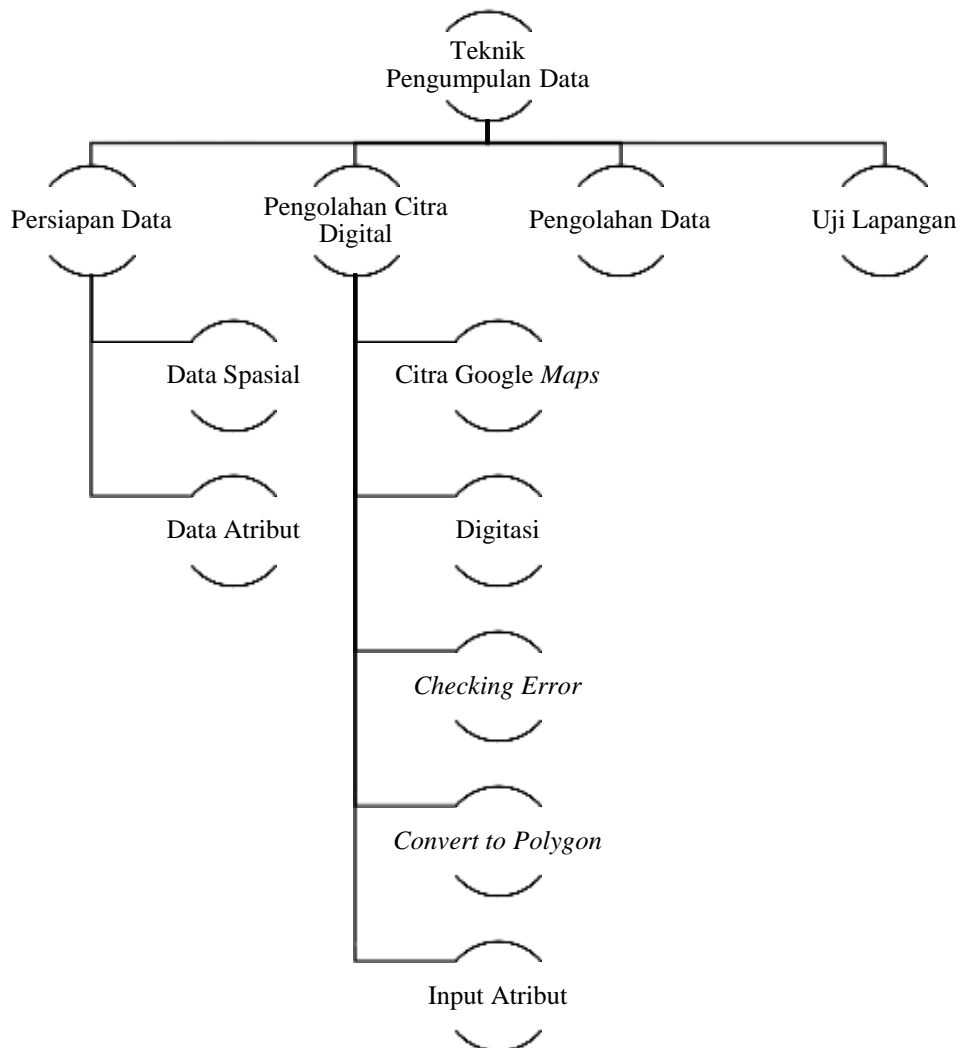 Teknik
Pengumpulan Data
Persiapan Data
Pengolahan Citra
Digital
Pengolahan Data
Uji Lapangan
Data Spasial
Citra Google Maps
Data Atribut
Digitasi
Checking Error
Convert to Polygon
Input Atribut